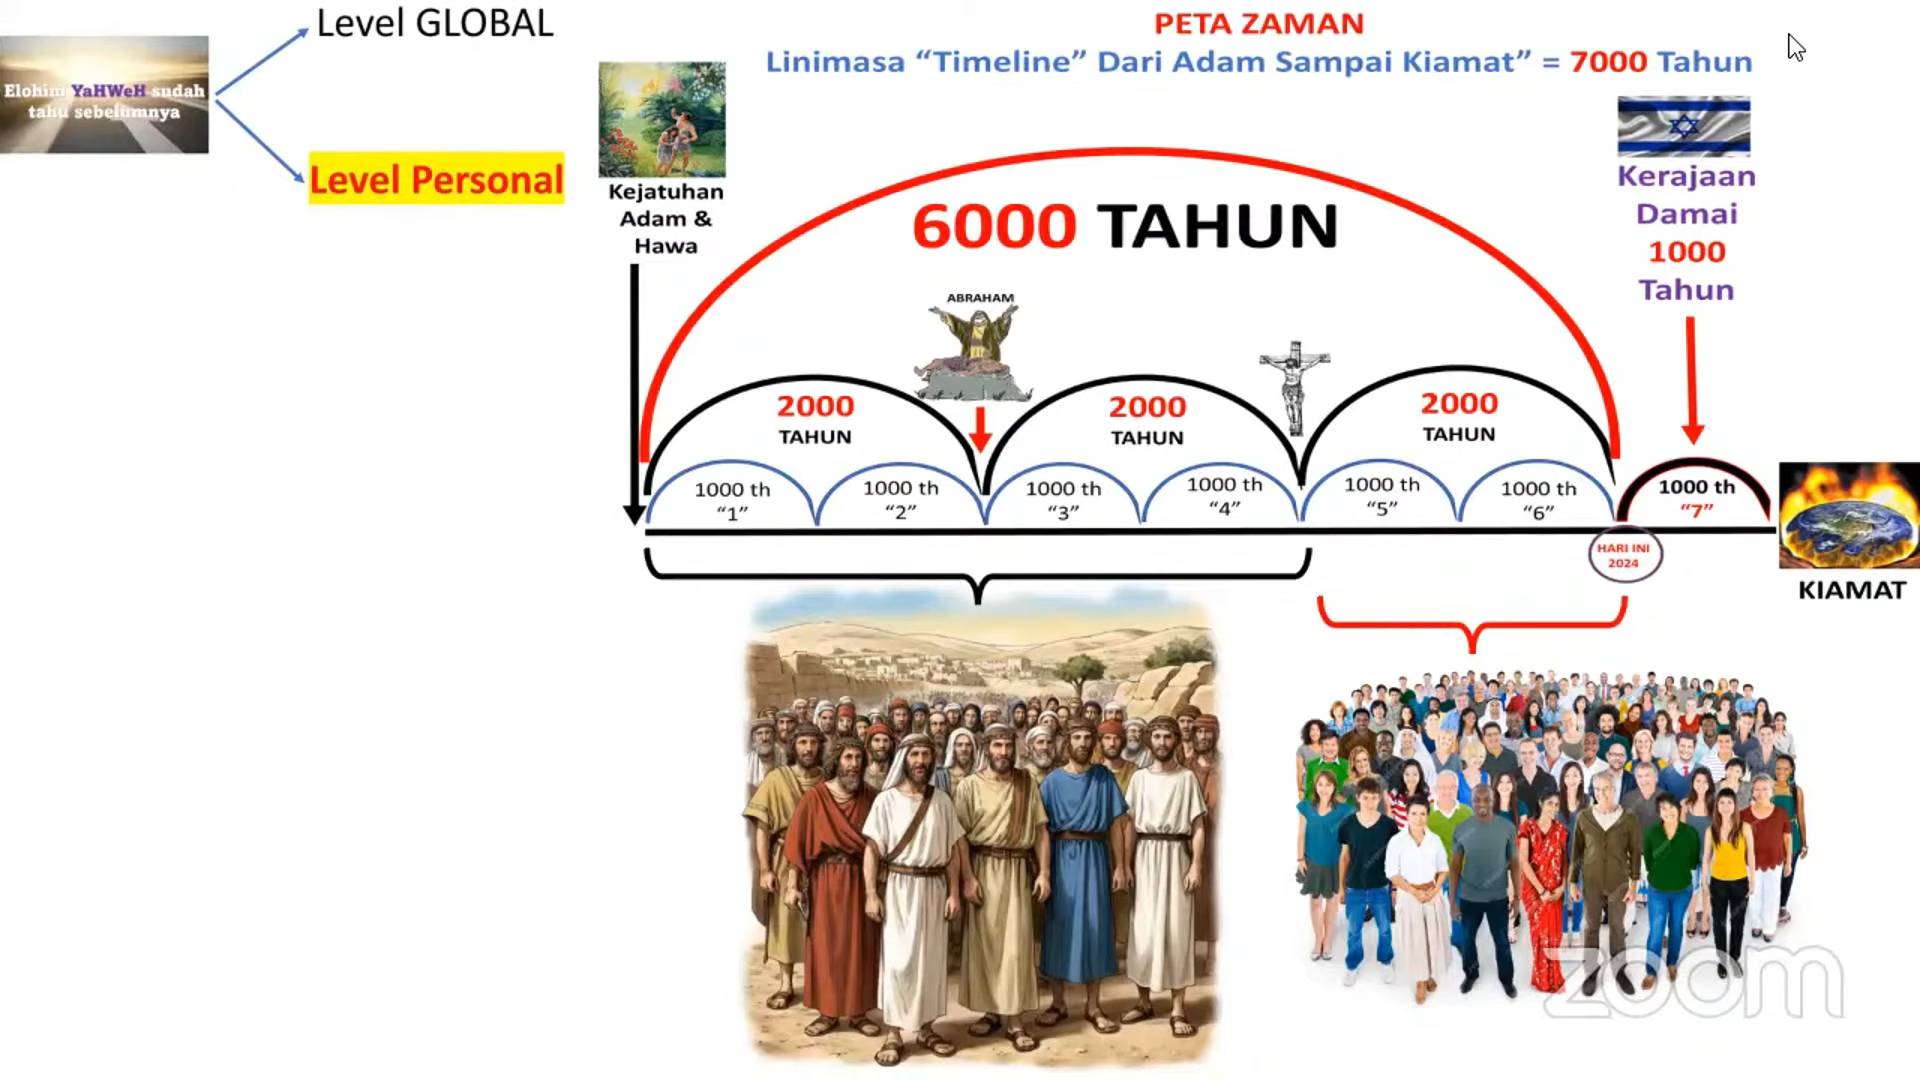 Level GLOBAL
Elohim YaHWeH sudah
tahu sebelumnya
Level Personal
PETA ZAMAN
Linimasa “Timeline” Dari Adam Sampai Kiamat” = 7000 Tahun
Kejatuhan
Adam &
Hawa
6000 TAHUN
Kerajaan
Damai
1000
Tahun
ABRAHAM
2000
TAHUN
2000
TAHUN
2000
TAHUN
1000 th
“1”
1000 th
“2”
1000 th
“3”
1000 th
“4”
1000 th
“5”
1000 th
“6”
1000 th
“7”
HARI INI
2024
KIAMAT
zoom